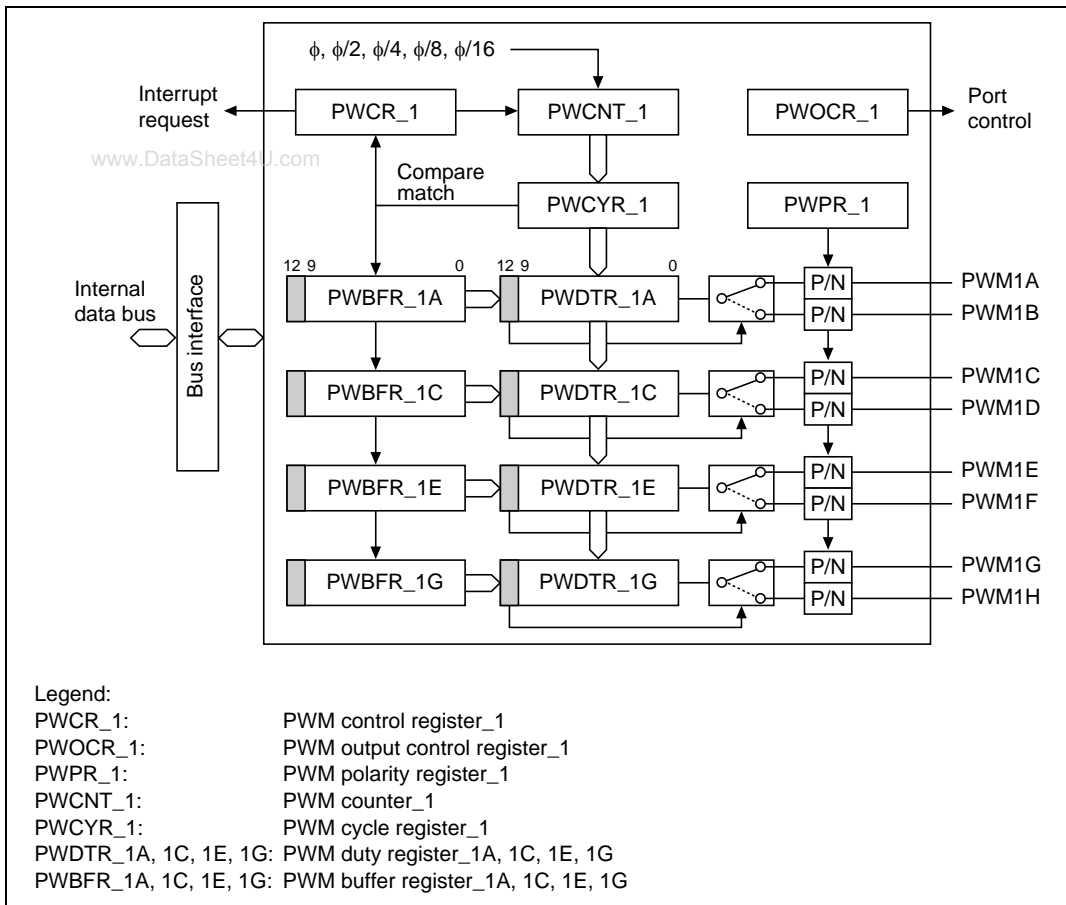 ϕ, ϕ/2, ϕ/4, ϕ/8, ϕ/16
Interrupt
request
PWCR_1
PWCNT_1
PWOCR_1
Port
control
www.DataSheet4U.com
Compare
match
PWCYR_1
PWPR_1
Internal
data bus
Bus interface
12 9 0
12 9 0
PWBFR_1A
PWDTR_1A
P/N
PWM1A
P/N
PWM1B
PWBFR_1C
PWDTR_1C
P/N
PWM1C
P/N
PWM1D
PWBFR_1E
PWDTR_1E
P/N
PWM1E
P/N
PWM1F
PWBFR_1G
PWDTR_1G
P/N
PWM1G
P/N
PWM1H
Legend:
PWCR_1: PWM control register_1
PWOCR_1: PWM output control register_1
PWPR_1: PWM polarity register_1
PWCNT_1: PWM counter_1
PWCYR_1: PWM cycle register_1
PWDTR_1A, 1C, 1E, 1G: PWM duty register_1A, 1C, 1E, 1G
PWBFR_1A, 1C, 1E, 1G: PWM buffer register_1A, 1C, 1E, 1G